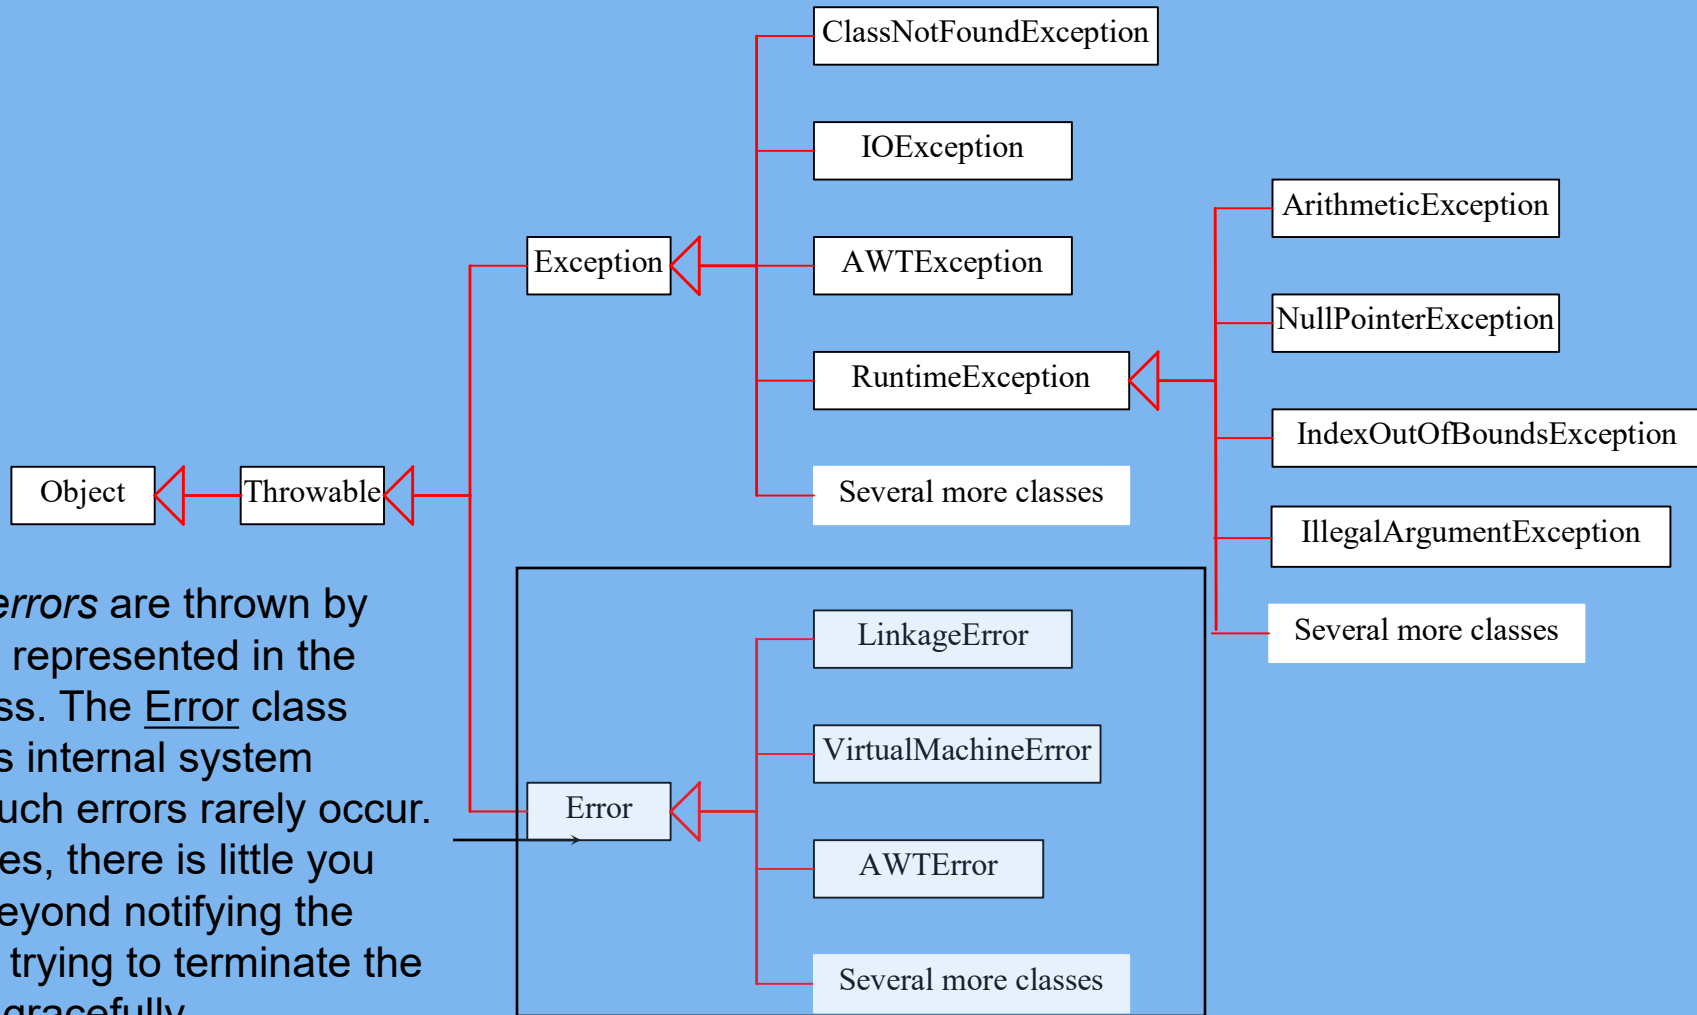 ClassNotFoundException
IOException
ArithmeticException
Exception
AWTException
NullPointerException
RuntimeException
IndexOutOfBoundsException
Object
Throwable
Several more classes
IllegalArgumentException
errors are thrown by
represented in the
ss. The Error class
s internal system
uch errors rarely occur.
es, there is little you
eyond notifying the
trying to terminate the
gracefully
LinkageError
Several more classes
VirtualMachineError
Error
AWTError
Several more classes